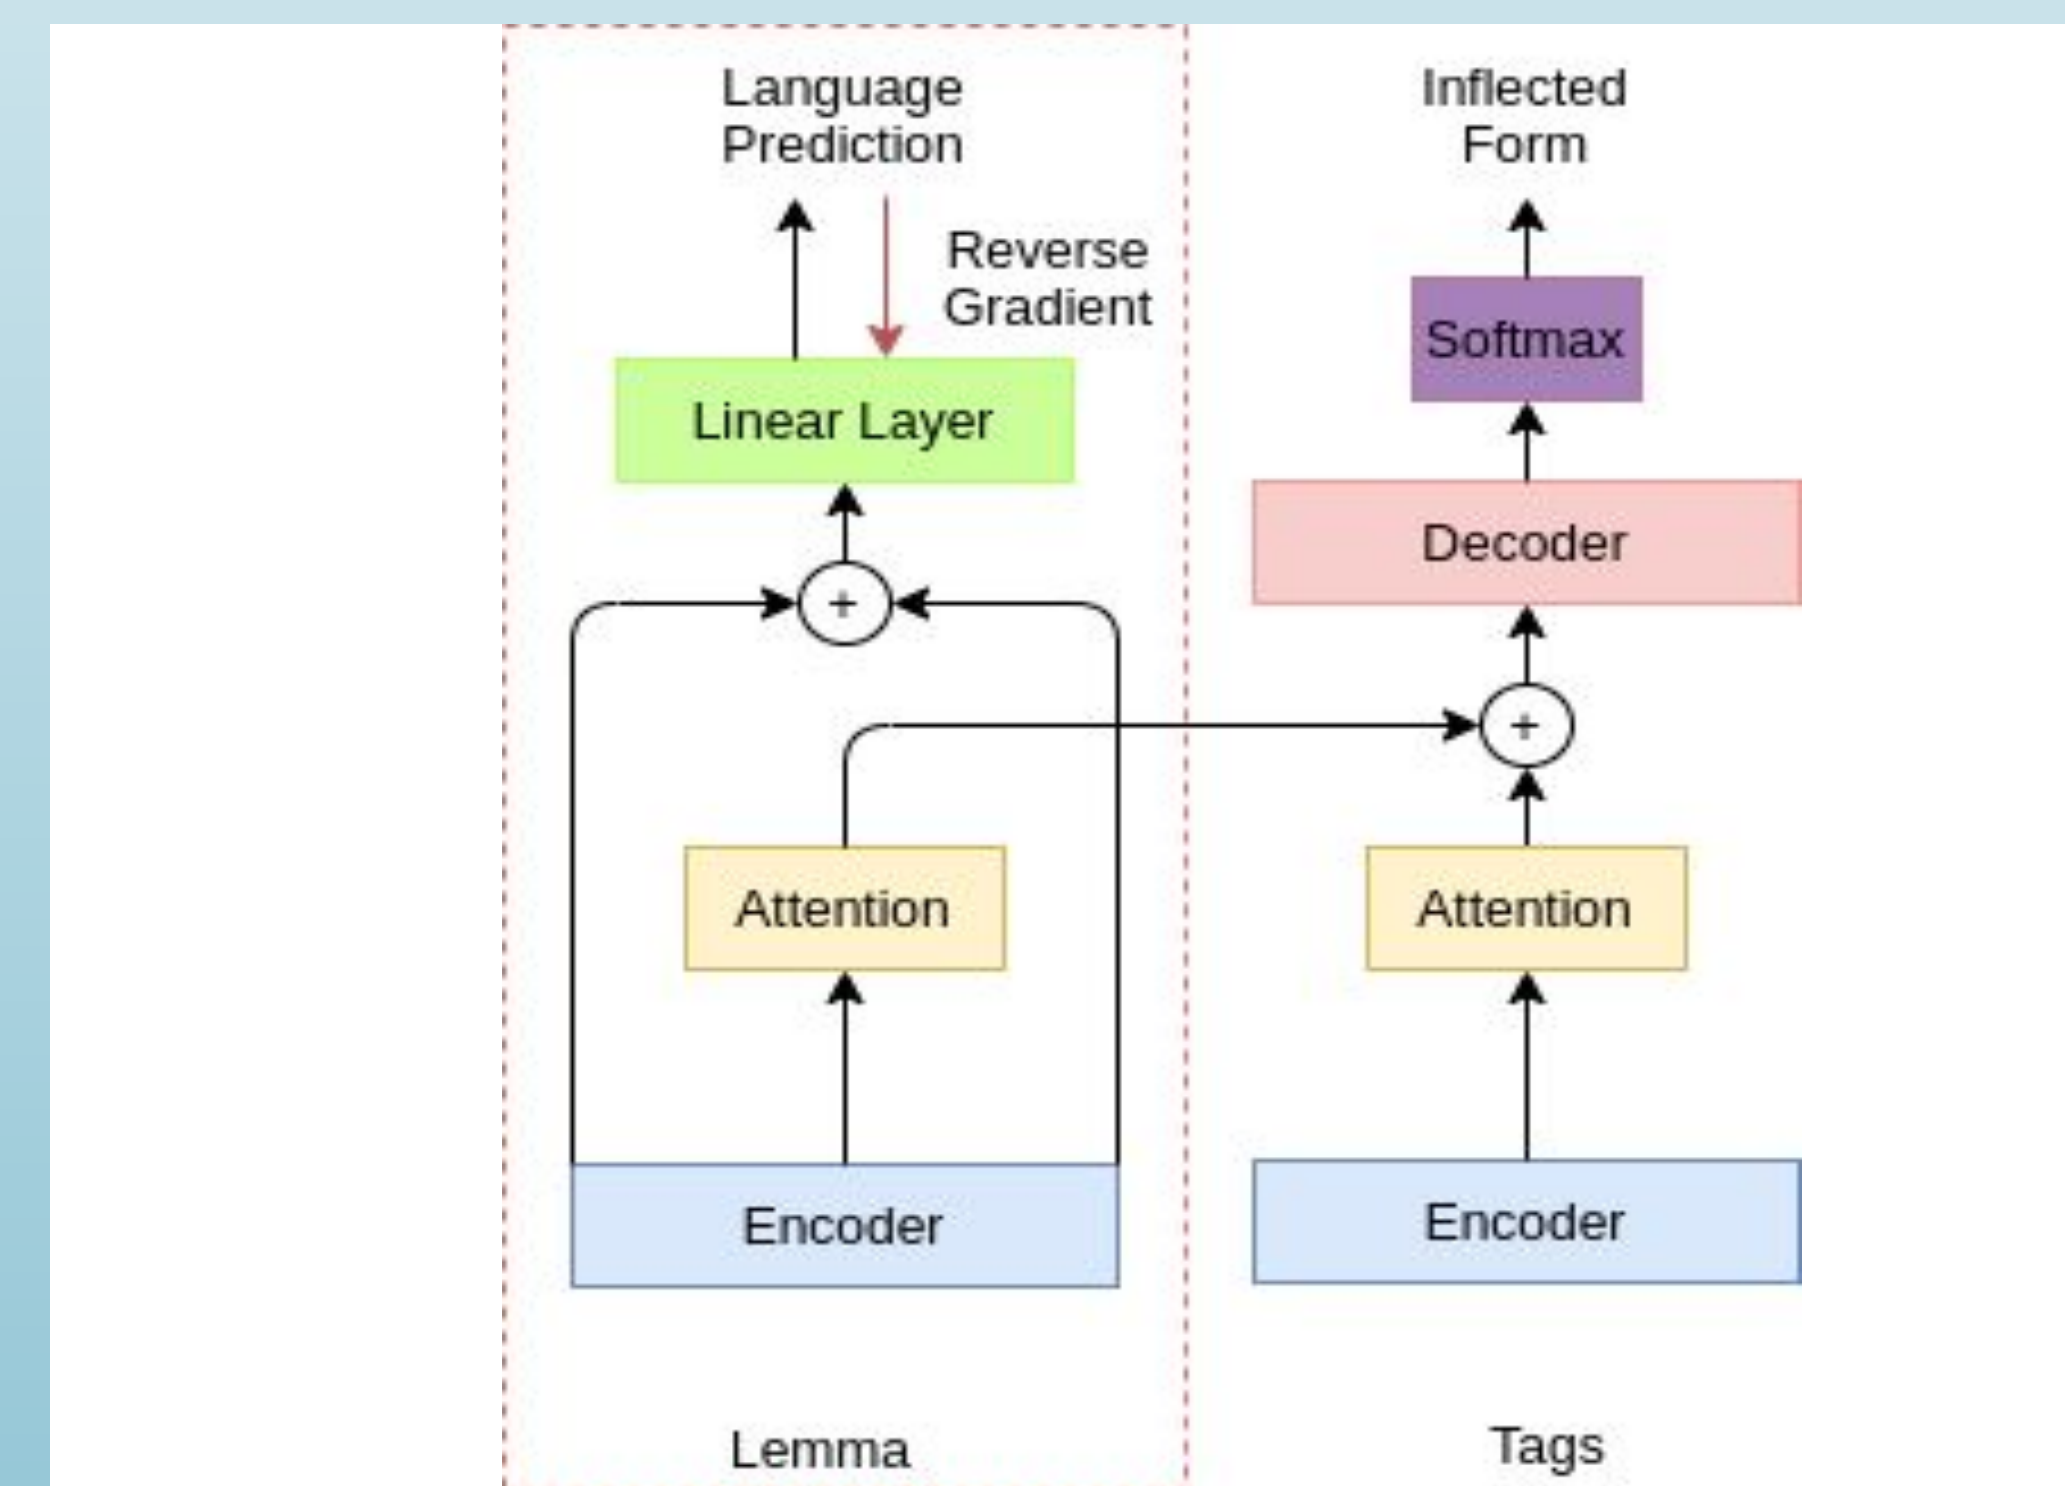 Language
Prediction
Reverse
Gradient
Linear Layer
+
Attention
Encoder
Lemma
Inflected
Form
Softmax
Decoder
+
Attention
Encoder
Tags